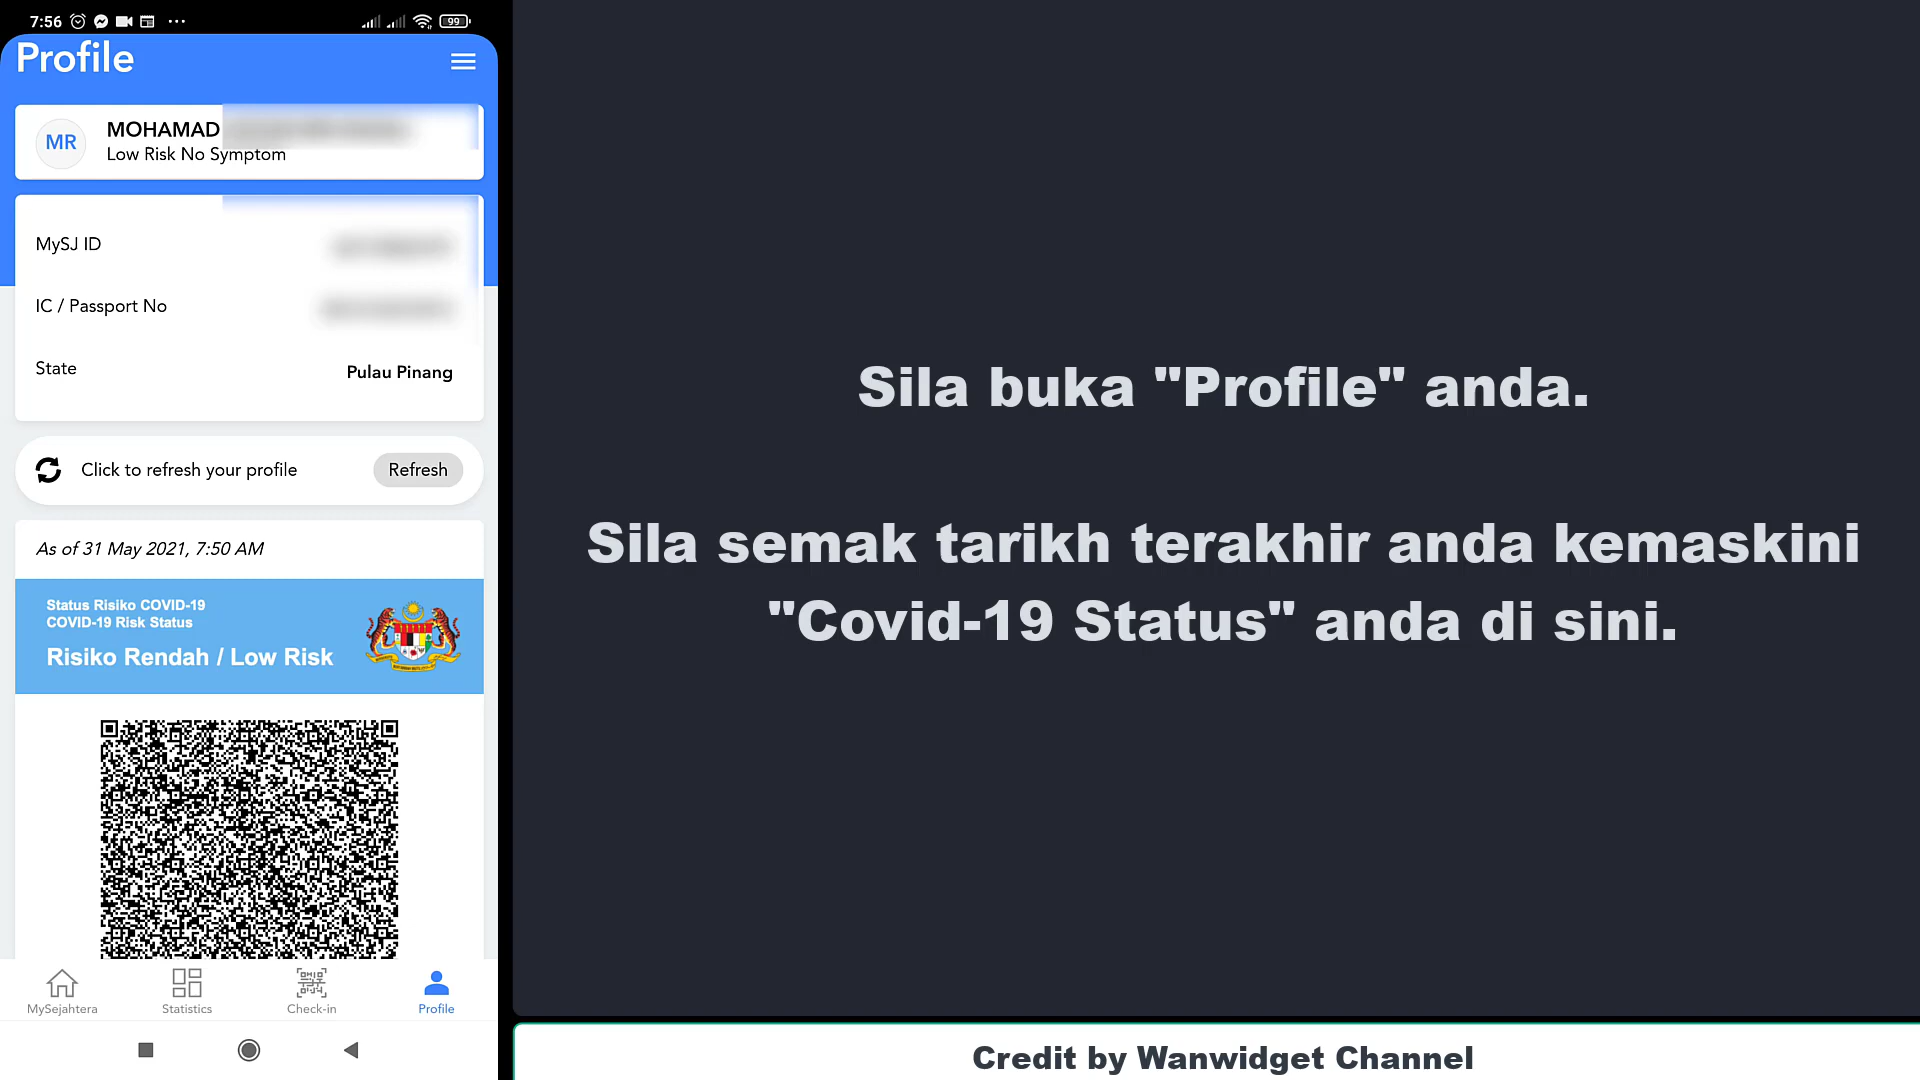 7:56
99
Profile
MR
MOHAMAD
Low Risk No Symptom
MySJ ID
IC / Passport No
State
Pulau Pinang
Click to refresh your profile
Refresh
As of 31 May 2021, 7:50 AM
Status Risiko COVID-19
COVID-19 Risk Status
Risiko Rendah / Low Risk
MySejahtera
Statistics
Check-in
Profile
Sila buka "Profile" anda.
Sila semak tarikh terakhir anda kemaskini
"Covid-19 Status" anda di sini.
Credit by Wanwidget Channel